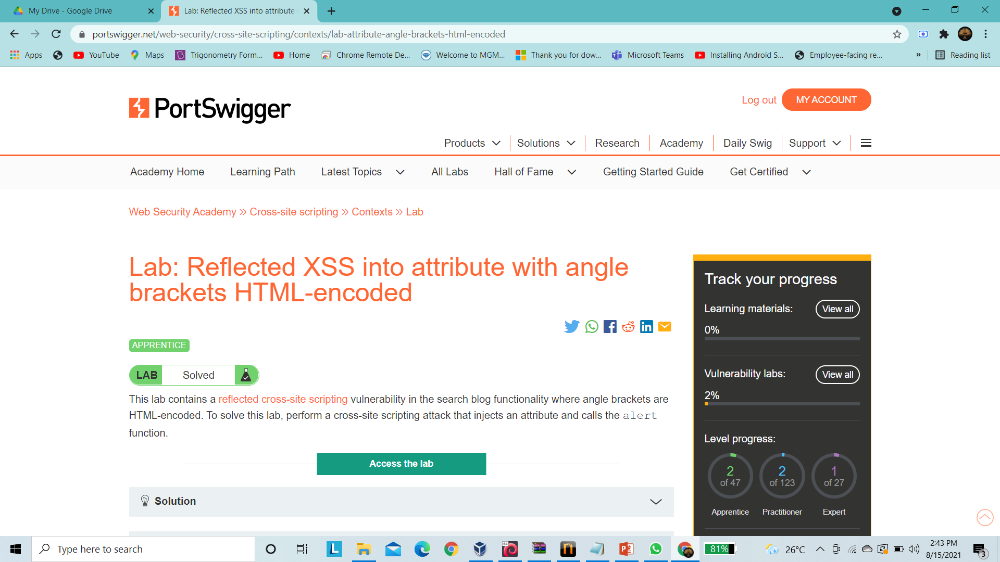 My Drive - Google Drive
Lab: Reflected XSS into attribute
portswigger.net/web-security/cross-site-scripting/contexts/lab-attribute-angle-brackets-html-encoded
Apps YouTube Maps Trigonometry Form... Home Chrome Remote De... Welcome to MGM... Thank you for dow... Microsoft Teams Installing Android S... Employee-facing re... » Reading list
PortSwigger
Log out MY ACCOUNT
Products Solutions Research Academy Daily Swig Support
Academy Home Learning Path Latest Topics All Labs Hall of Fame Getting Started Guide Get Certified
Web Security Academy » Cross-site scripting » Contexts » Lab
Lab: Reflected XSS into attribute with angle
brackets HTML-encoded
APPRENTICE
LAB Solved
This lab contains a reflected cross-site scripting vulnerability in the search blog functionality where angle brackets are
HTML-encoded. To solve this lab, perform a cross-site scripting attack that injects an attribute and calls the alert
function.
Access the lab
Solution
Track your progress
Learning materials: View all
0%
Vulnerability labs: View all
2%
Level progress:
2 2 1
of 47 of 123 of 27
Apprentice Practitioner Expert
Type here to search
81%
26°C
2:43 PM
8/15/2021
3